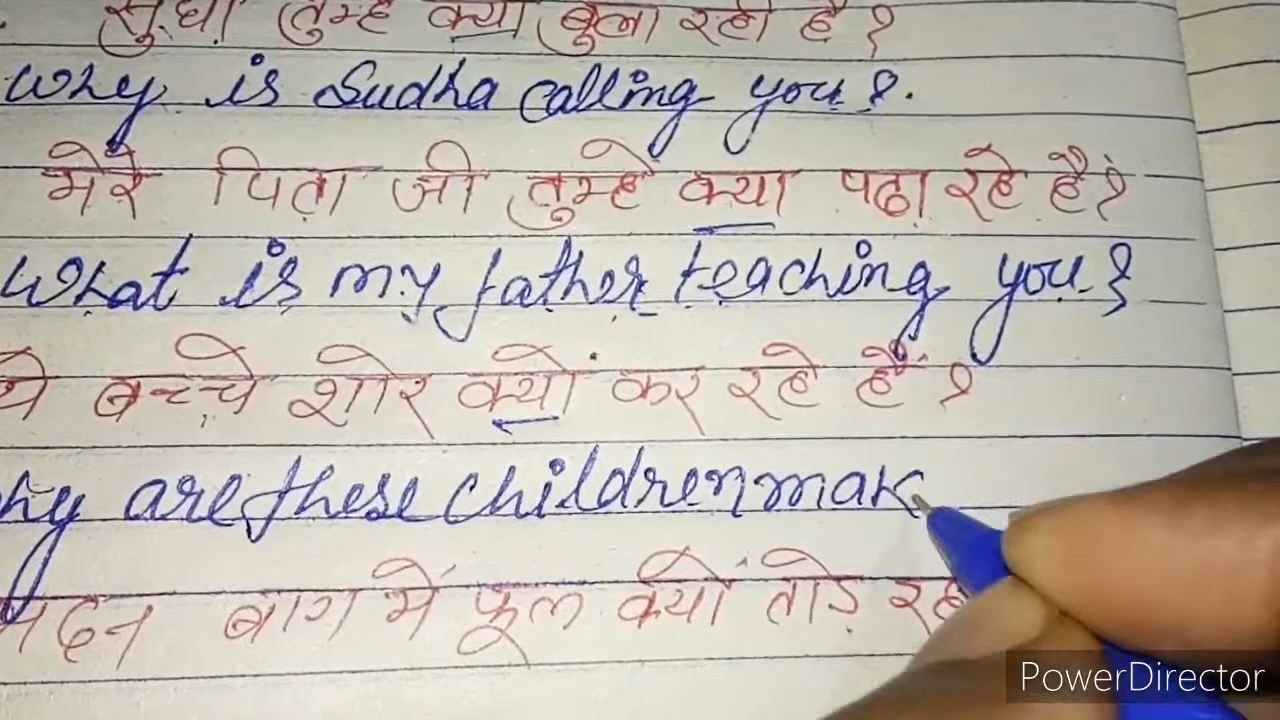 सुधा तुम्हे क्या बुला रही है?
Why is Sudha calling you?.
मेरे पिता जी तुम्हे क्या पढा रहे है?
What is my father teaching you?
ये बच्चे शोर क्यों कर रहे हैं?
hy are these children mak
मदन बाग में फूल क्यों तोड़ रह
PowerDirector